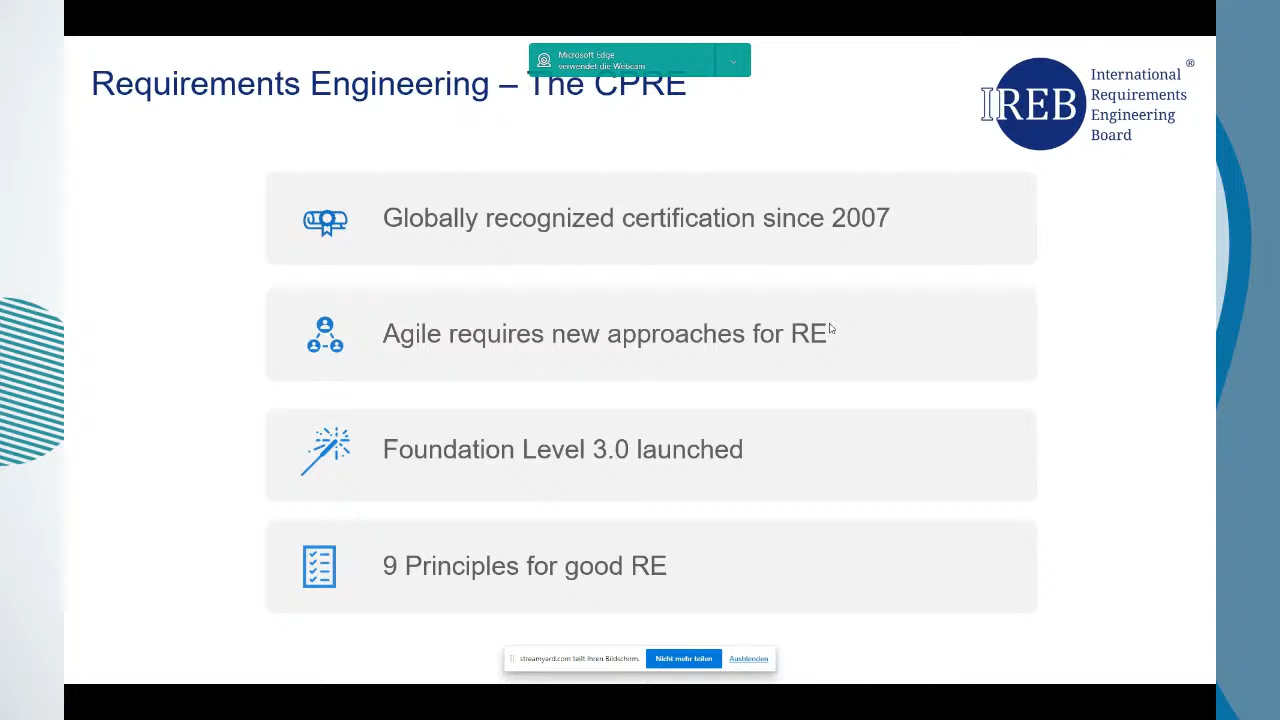 Microsoft Edge
verwendet die Webcam
Requirements Engineering – The CPRE
IREB
International
Requirements
Engineering
Board
®
Globally recognized certification since 2007
Agile requires new approaches for RE
Foundation Level 3.0 launched
9 Principles for good RE
streamyard.com teilt Ihren Bildschirm.
Nicht mehr teilen
Ausblenden